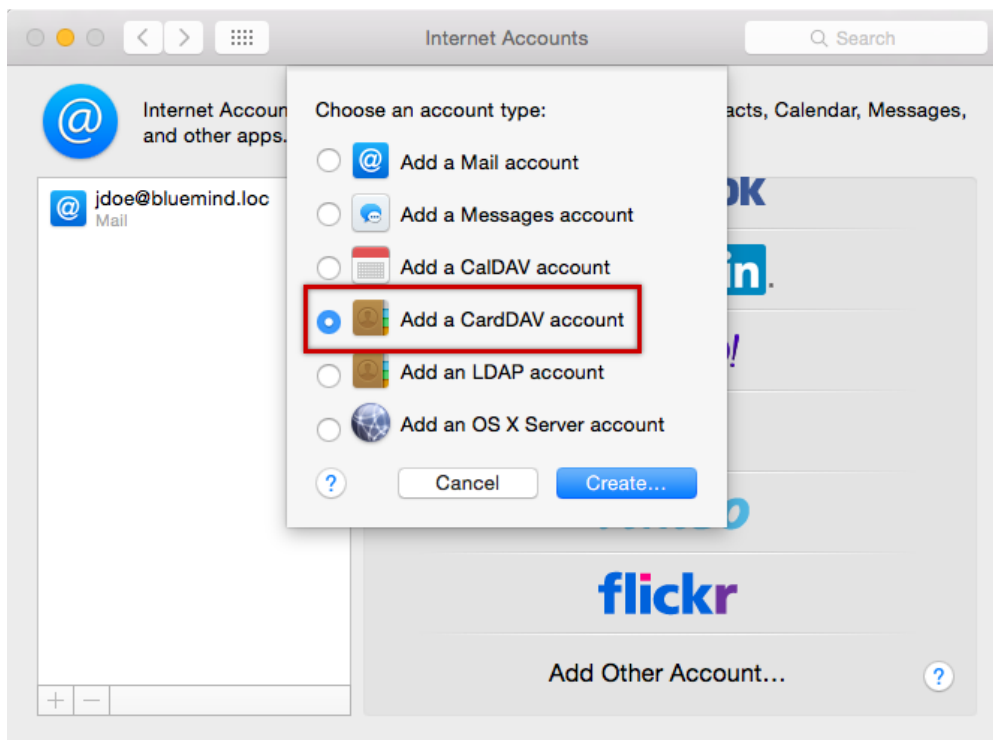 Internet Accounts
Search
Internet Accoun
acts, Calendar, Messages,
and other apps.
Choose an account type:
Add a Mail account
Add a Messages account
Add a CalDAV account
Add a CardDAV account
Add an LDAP account
Add an OS X Server account
? Cancel Create...
jdoe@bluemind.loc
Mail
ok
in.
!
flickr
Add Other Account...
?
+ −